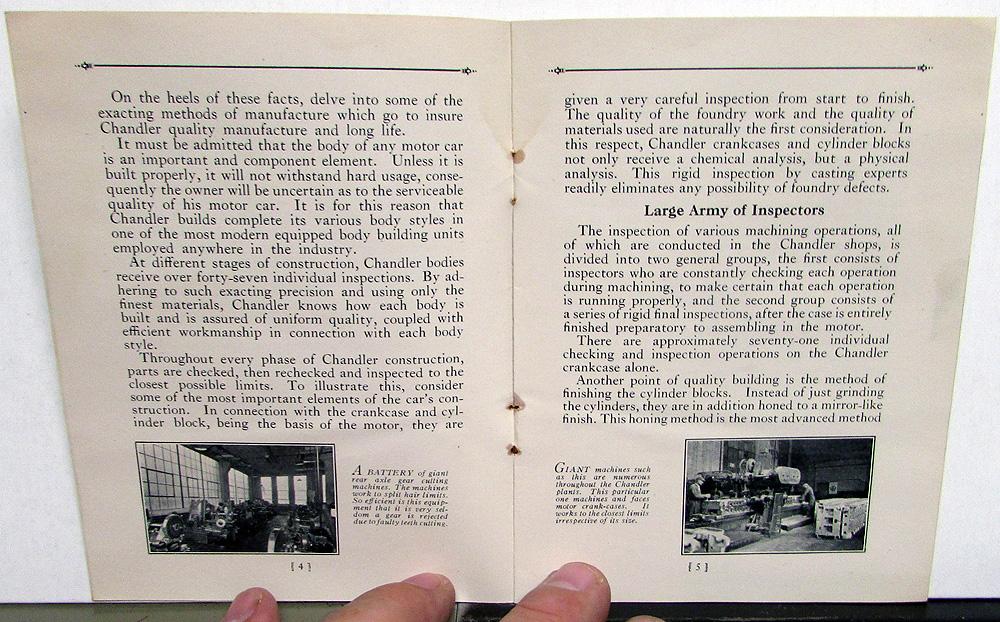 On the heels of these facts, delve into some of the
exacting methods of manufacture which go to insure
Chandler quality manufacture and long life.
It must be admitted that the body of any motor car
is an important and component element. Unless it is
built properly, it will not withstand hard usage, conse-
quently the owner will be uncertain as to the serviceable
quality of his motor car. It is for this reason that
Chandler builds complete its various body styles in
one of the most modern equipped body building units
employed anywhere in the industry.
At different stages of construction, Chandler bodies
receive over forty-seven individual inspections. By ad-
hering to such exacting precision and using only the
finest materials, Chandler knows how each body is
built and is assured of uniform quality, coupled with
efficient workmanship in connection with each body
style.
Throughout every phase of Chandler construction,
parts are checked, then rechecked and inspected to the
closest possible limits. To illustrate this, consider
some of the most important elements of the car's con-
struction. In connection with the crankcase and cyl-
inder block, being the basis of the motor, they are
A BATTERY of giant
rear axle gear cutting
machines. The machines
work to split hair limits.
So efficient is this equip-
ment that it is very sel-
dom a gear is rejected
due to faulty teeth cutting.
[4]
given a very careful inspection from start to finish.
The quality of the foundry work and the quality of
materials used are naturally the first consideration. In
this respect, Chandler crankcases and cylinder blocks
not only receive a chemical analysis, but a physical
analysis. This rigid inspection by casting experts
readily eliminates any possibility of foundry defects.
Large Army of Inspectors
The inspection of various machining operations, all
of which are conducted in the Chandler shops, is
divided into two general groups, the first consists of
inspectors who are constantly checking each operation
during machining, to make certain that each operation
is running properly, and the second group consists of
a series of rigid final inspections, after the case is entirely
finished preparatory to assembling in the motor.
There are approximately seventy-one individual
checking and inspection operations on the Chandler
crankcase alone.
Another point of quality building is the method of
finishing the cylinder blocks. Instead of just grinding
the cylinders, they are in addition honed to a mirror-like
finish. This honing method is the most advanced method
GIANT machines such
as this are numerous
throughout the Chandler
plants. This particular
one machines and faces
motor crank-cases. It
works to the closest limits
irrespective of its size.
[5]